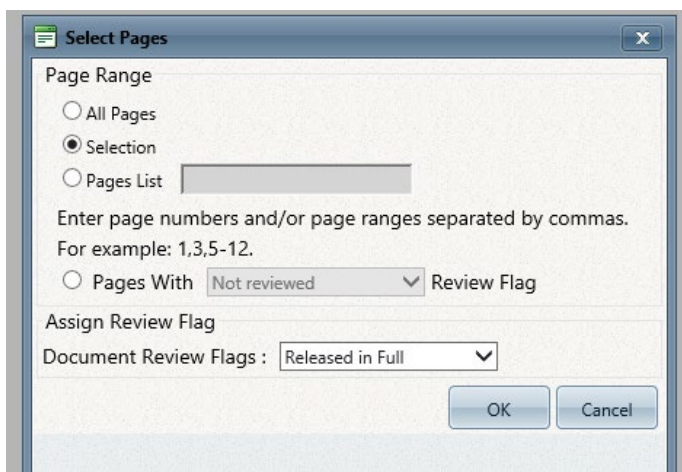 Select Pages
Page Range
All Pages
Selection
Pages List
Enter page numbers and/or page ranges separated by commas.
For example: 1,3,5-12.
Pages With Not reviewed Review Flag
Assign Review Flag
Document Review Flags : Released in Full
OK Cancel